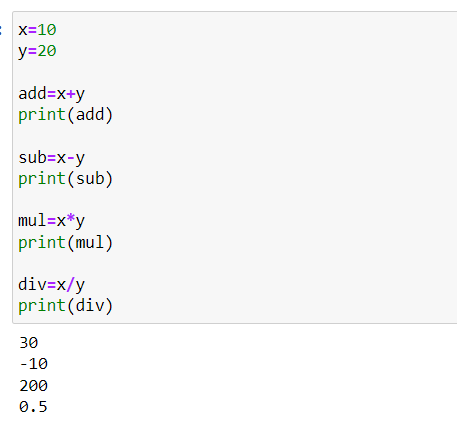 x=10
y=20
add=x+y
print(add)
sub=x-y
print(sub)
mul=x*y
print(mul)
div=x/y
print(div)
30
-10
200
0.5